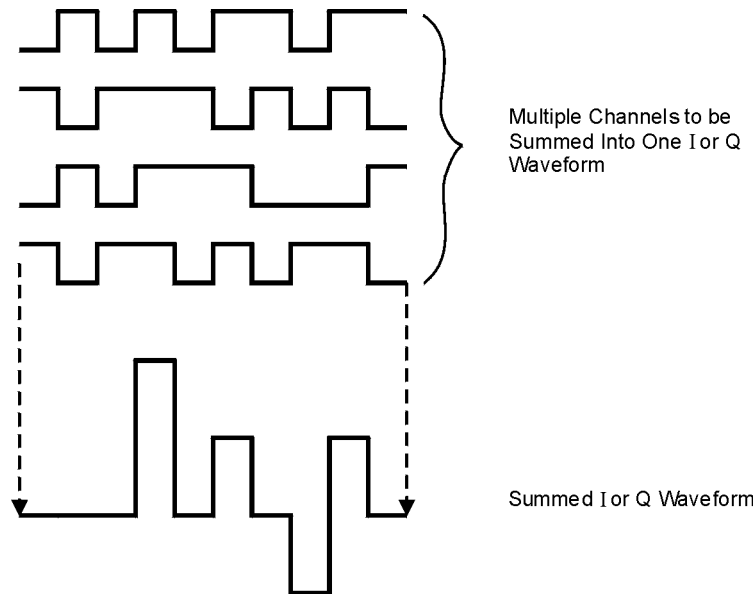 Multiple Channels to be
Summed Into One I or Q
Waveform
Summed I or Q Waveform